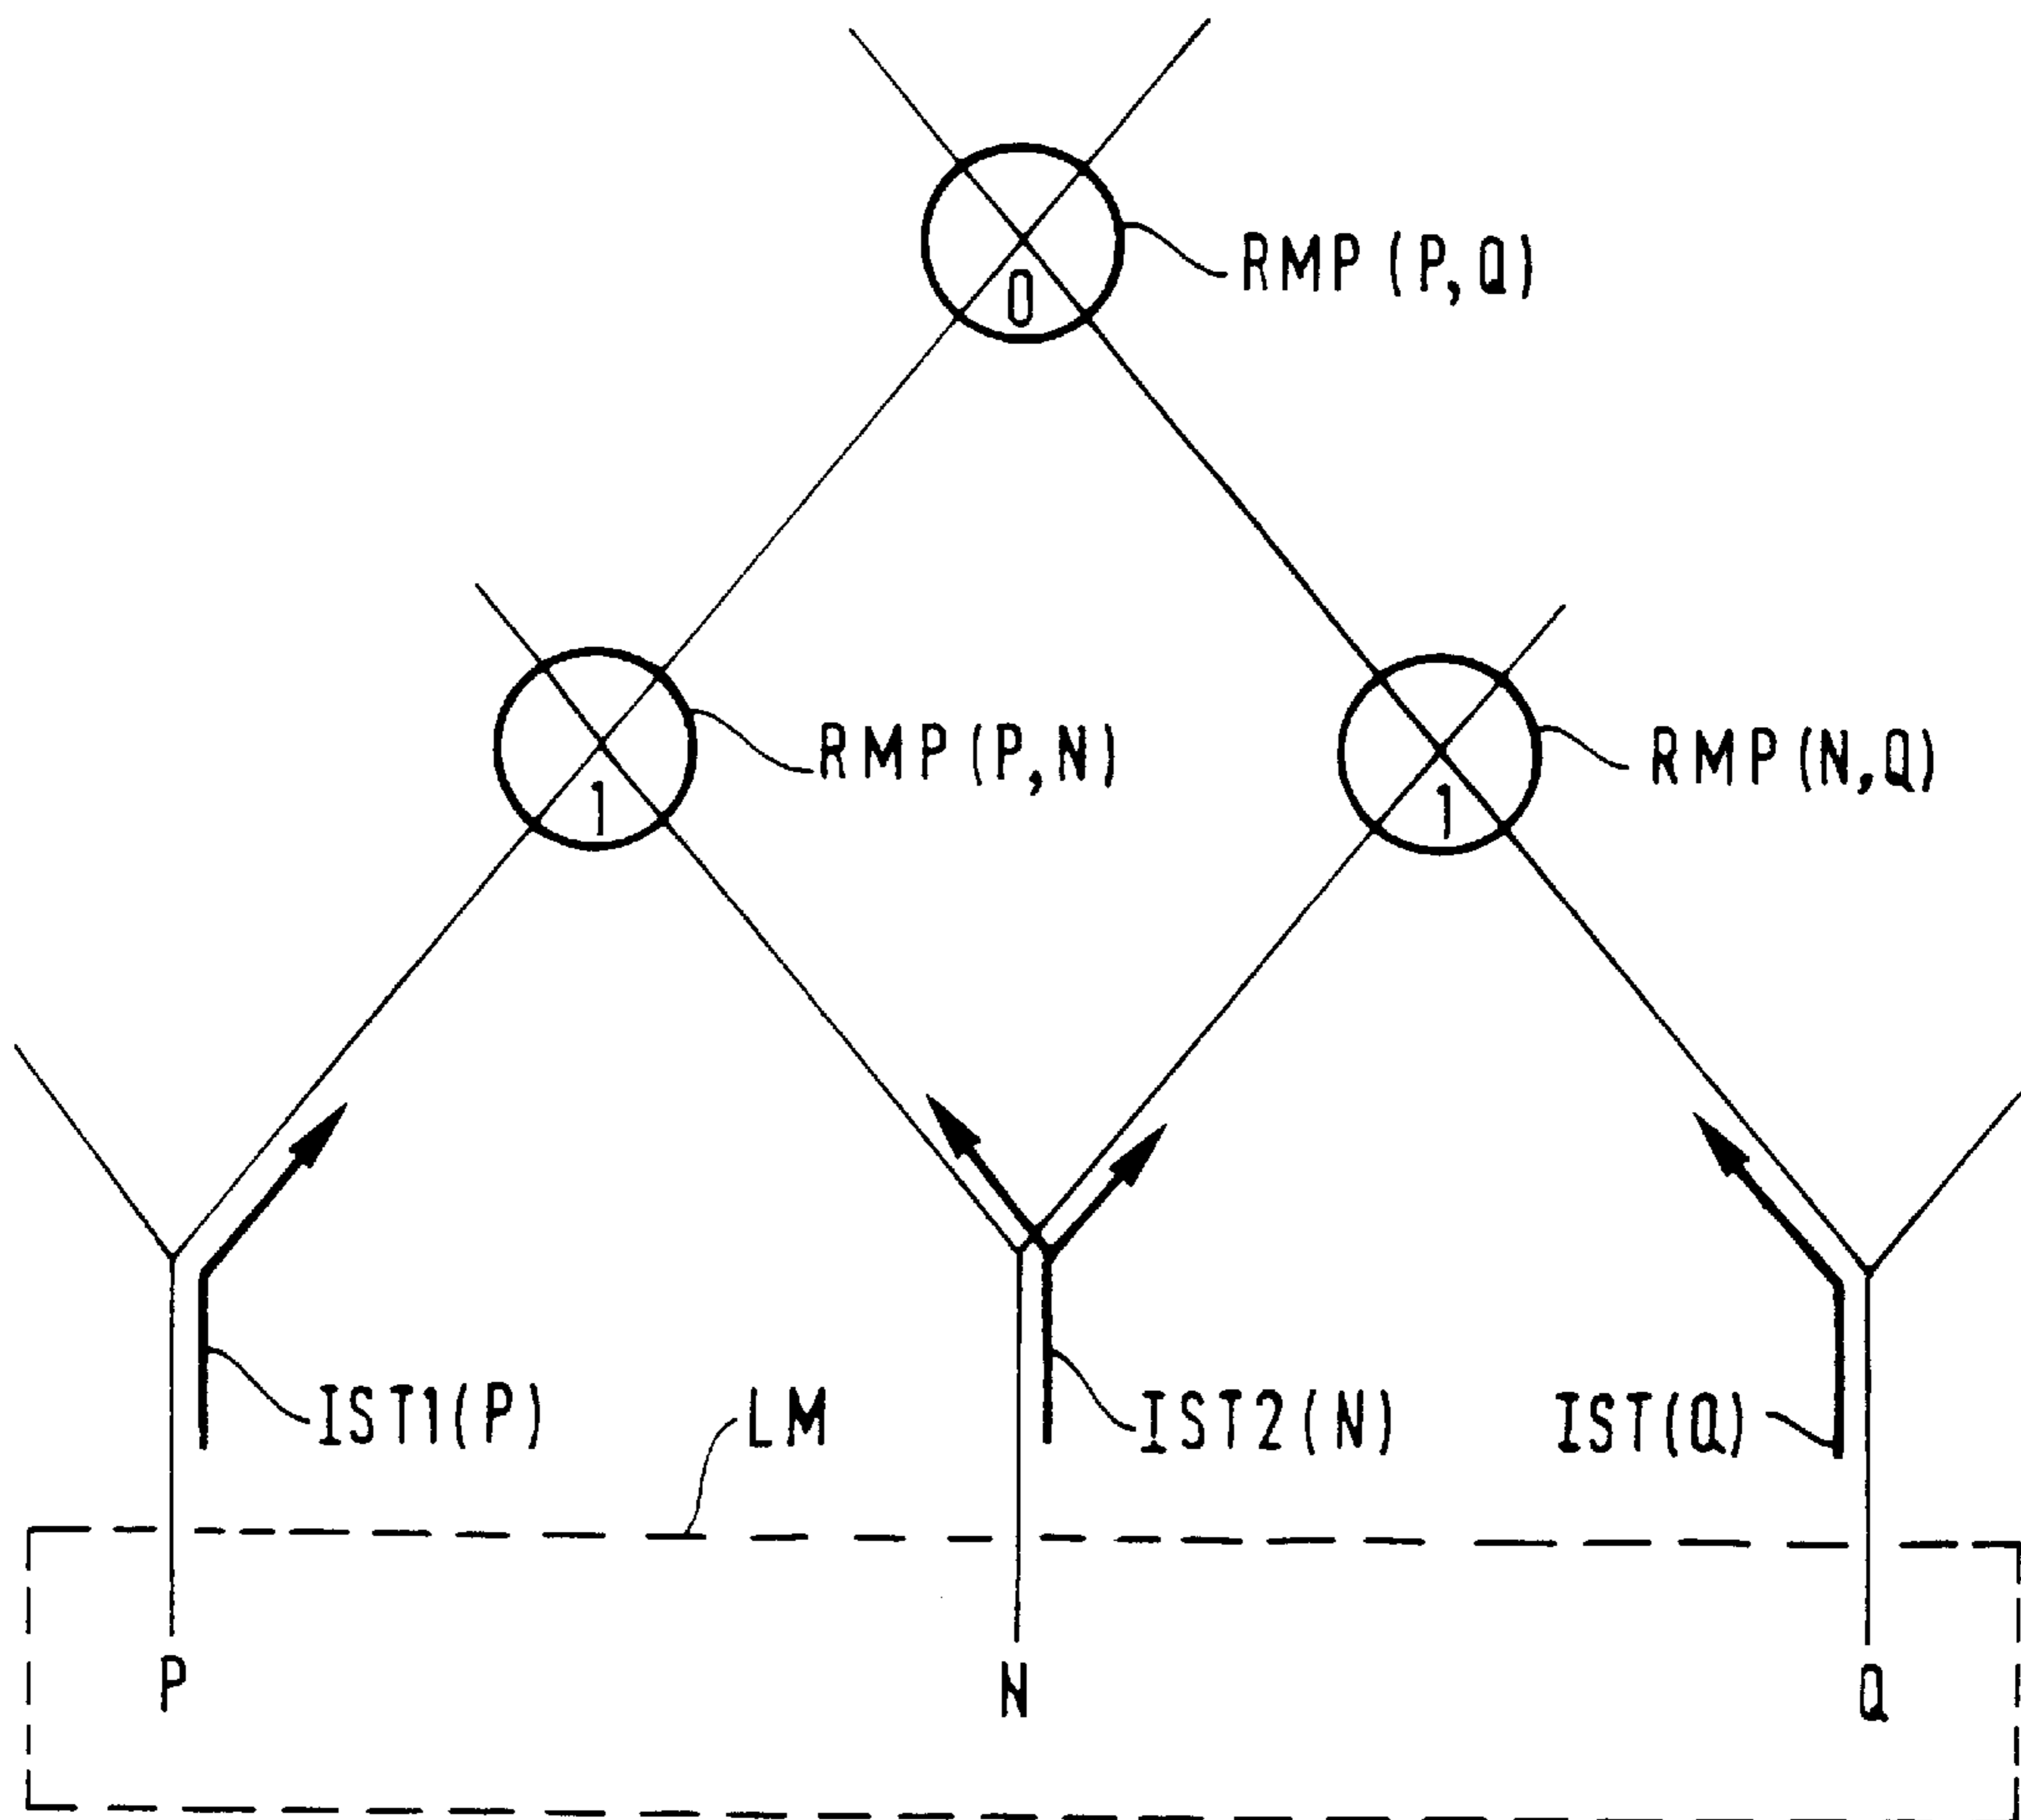 RMP(P,Q)
0
RMP(P,N)
RMP(N,Q)
1
1
IST1(P)
LM
IST2(N)
IST(Q)
P
N
Q